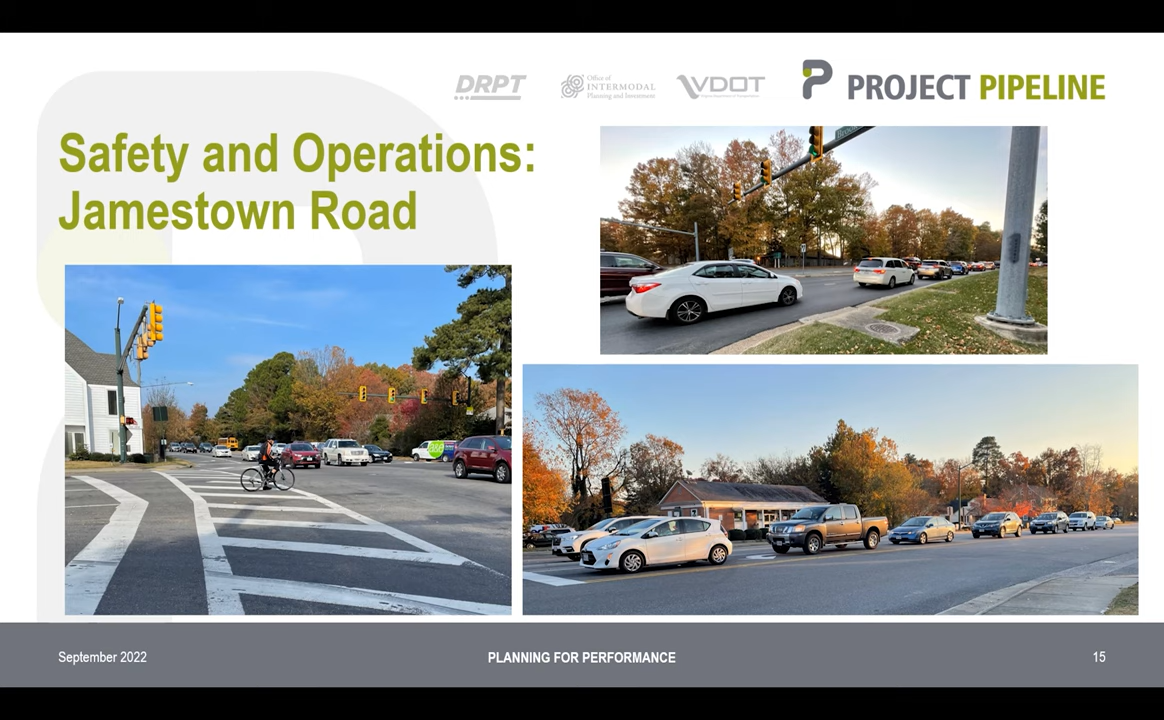 DRPT
Office of
INTERMODAL
Planning and Investment
VDOT
PROJECT PIPELINE
Safety and Operations:
Jamestown Road
September 2022
PLANNING FOR PERFORMANCE
15